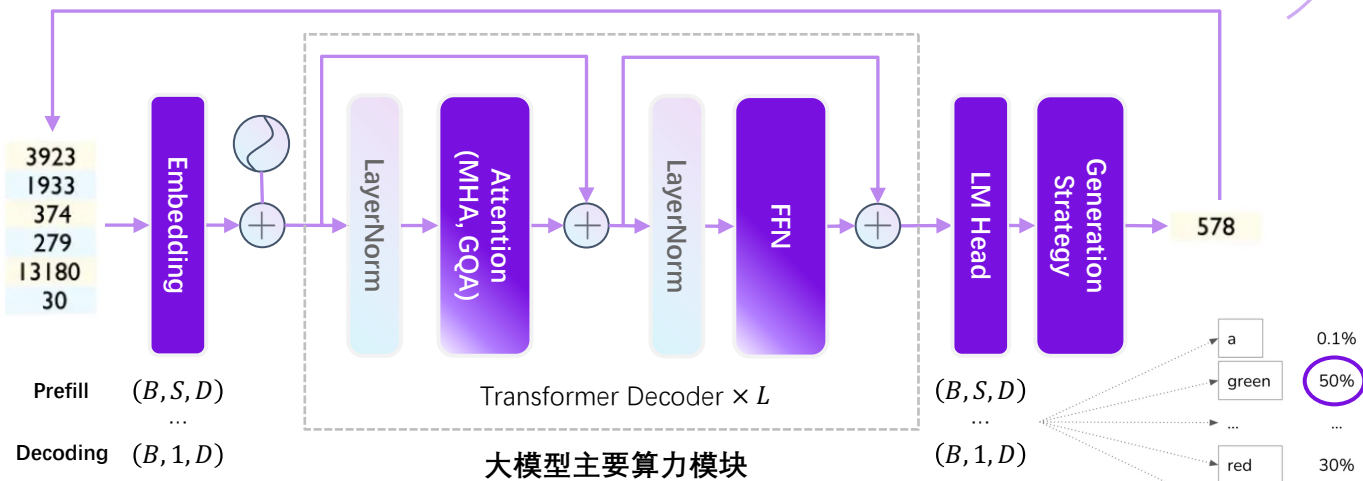 3923
1933
374
279
13180
30
Embedding
LayerNorm
Attention
(MHA, GQA)
LayerNorm
FFN
LM Head
Generation
Strategy
578
Prefill
(B, S, D)
...
Decoding
(B, 1, D)
Transformer Decoder × L
大模型主要算力模块
(B, S, D)
...
(B, 1, D)
a 0.1%
green 50%
... ...
red 30%